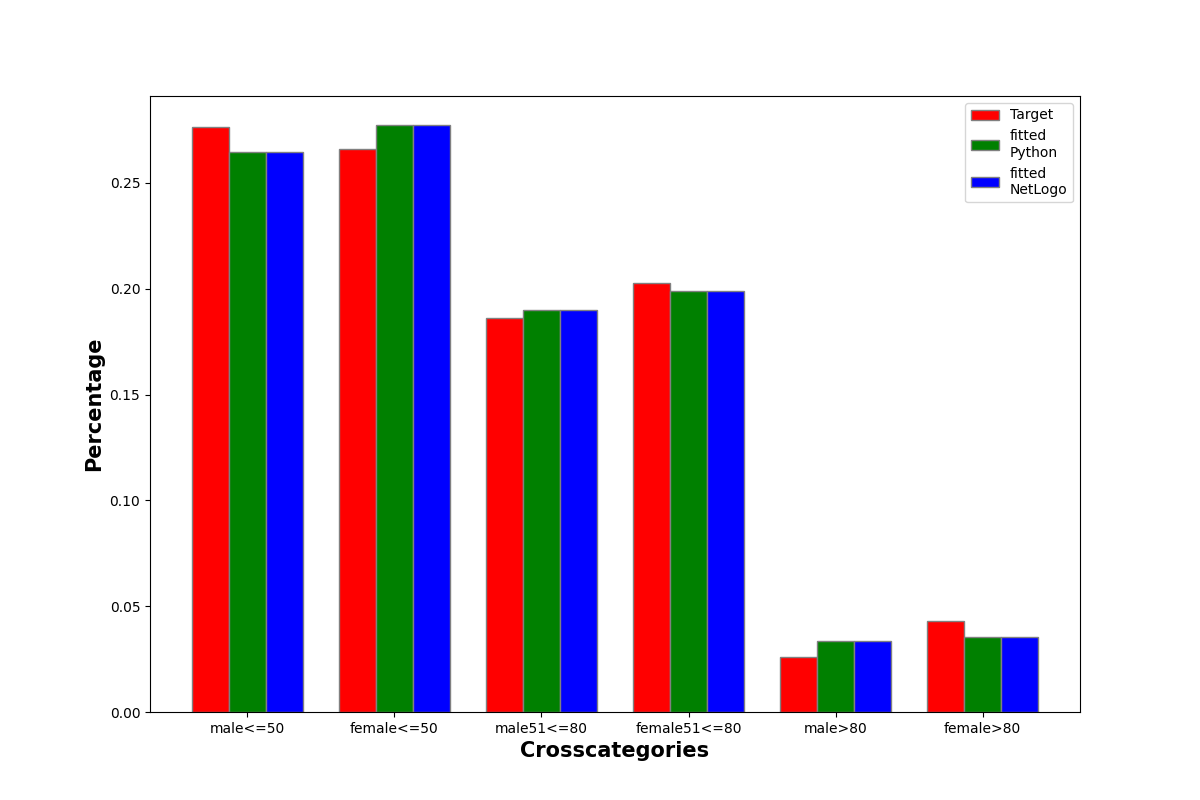 Target
fitted
Python
fitted
NetLogo
Percentage
0.25
0.20
0.15
0.10
0.05
0.00
male<=50 female<=50 male51<=80 female51<=80 male>80 female>80
Crosscategories